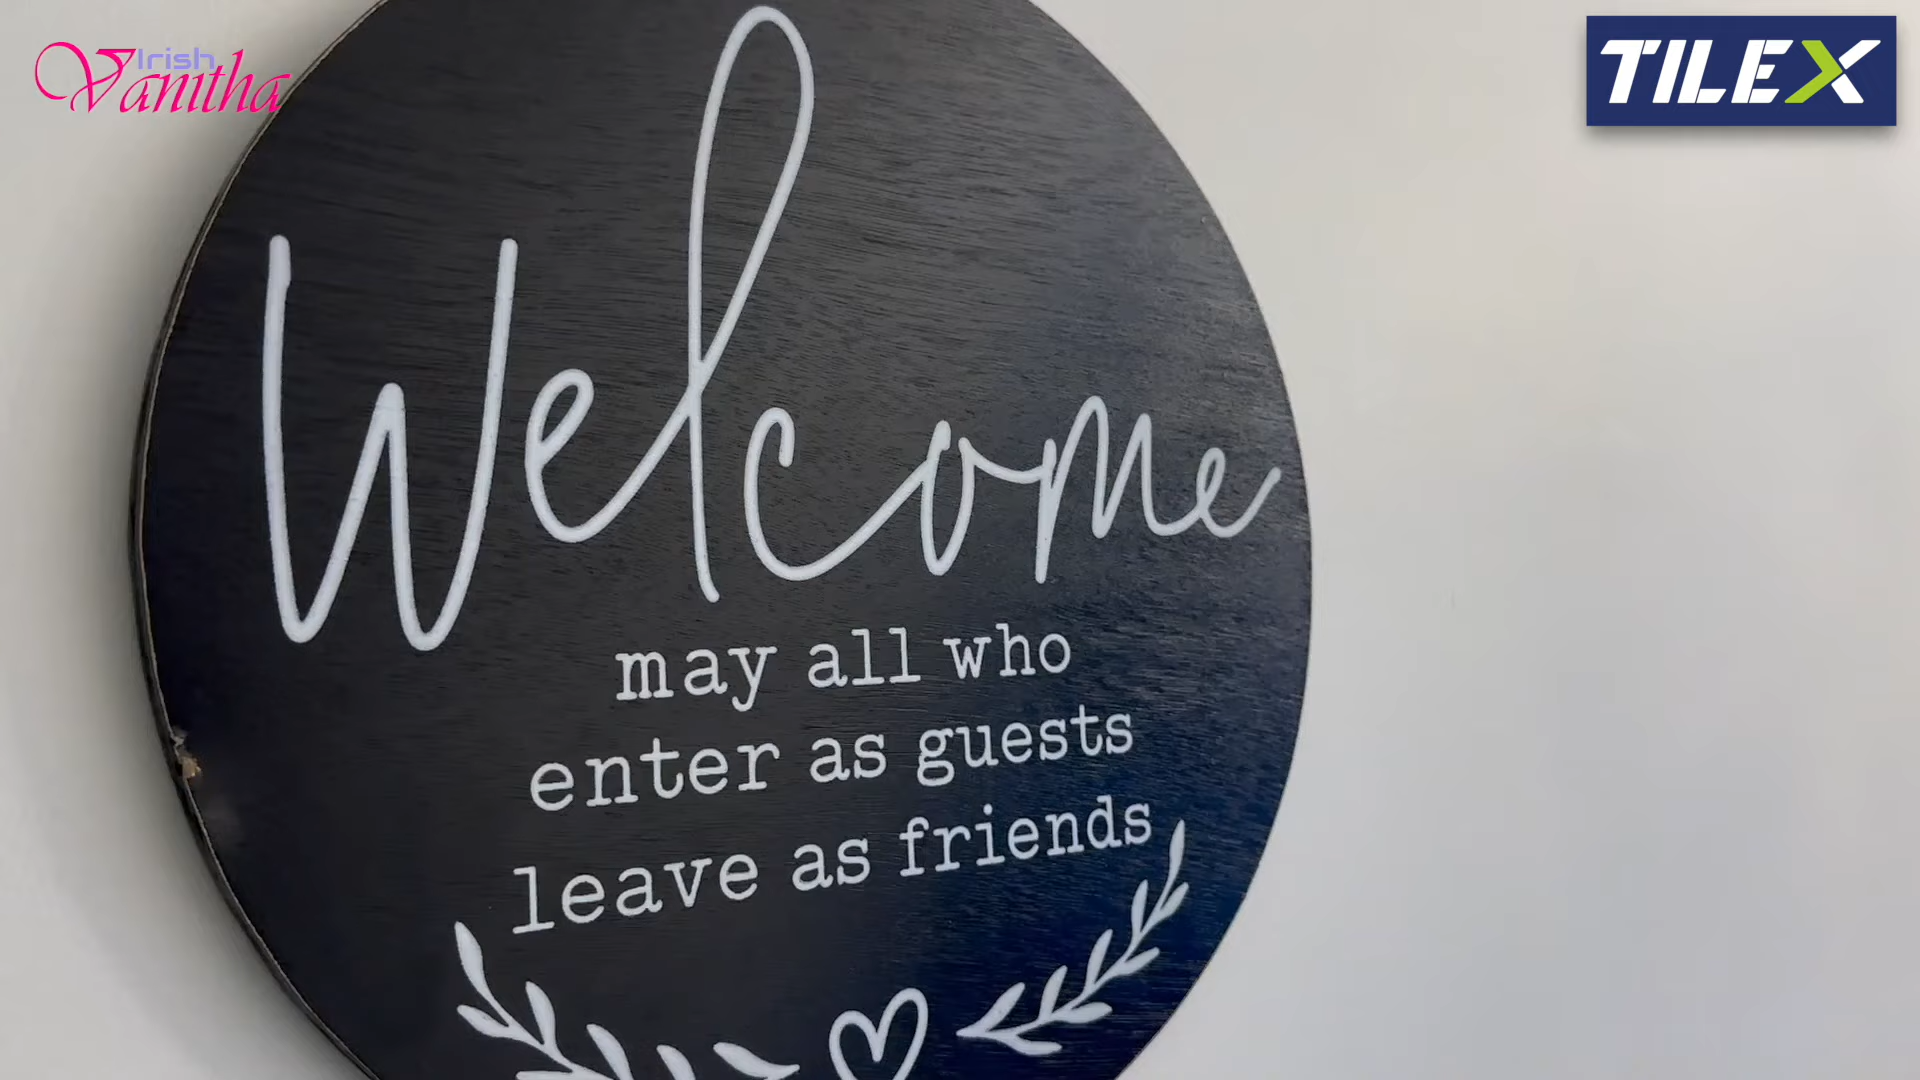 Irish
Vanitha
TILEX
Welcome
may all who
enter as guests
leave as friends